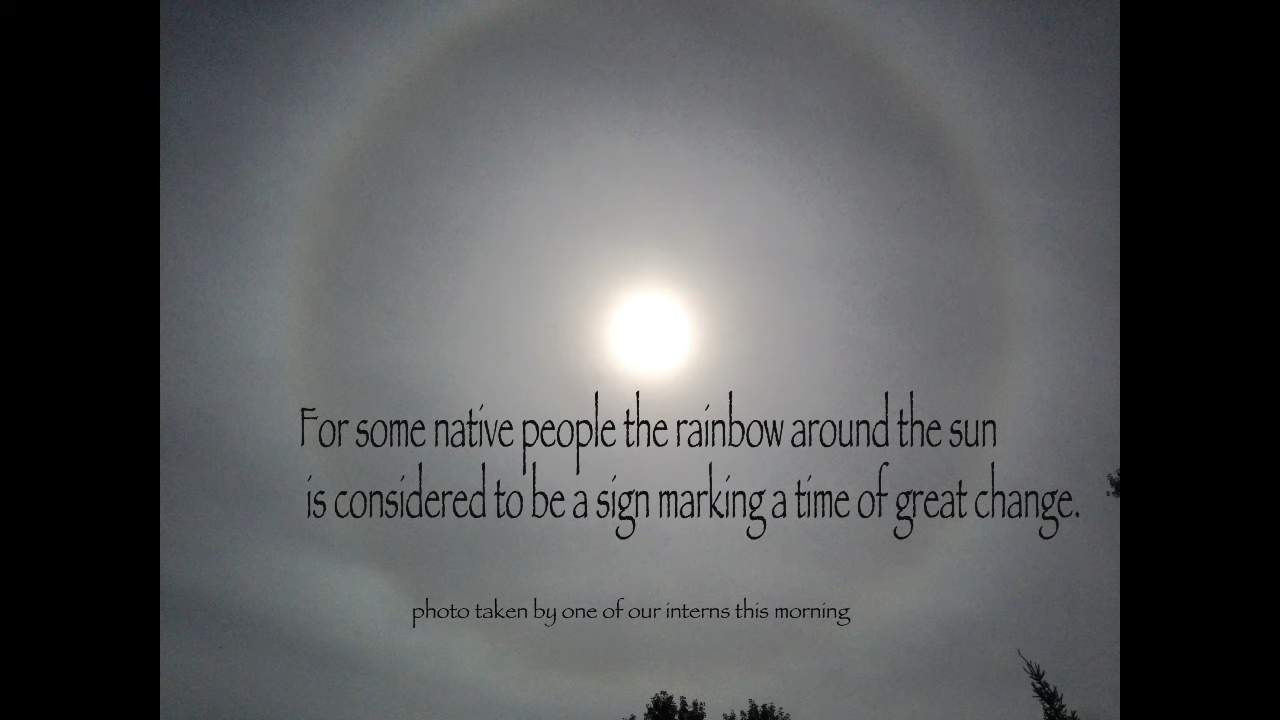 For some native people the rainbow around the sun
is considered to be a sign marking a time of great change.
photo taken by one of our interns this morning